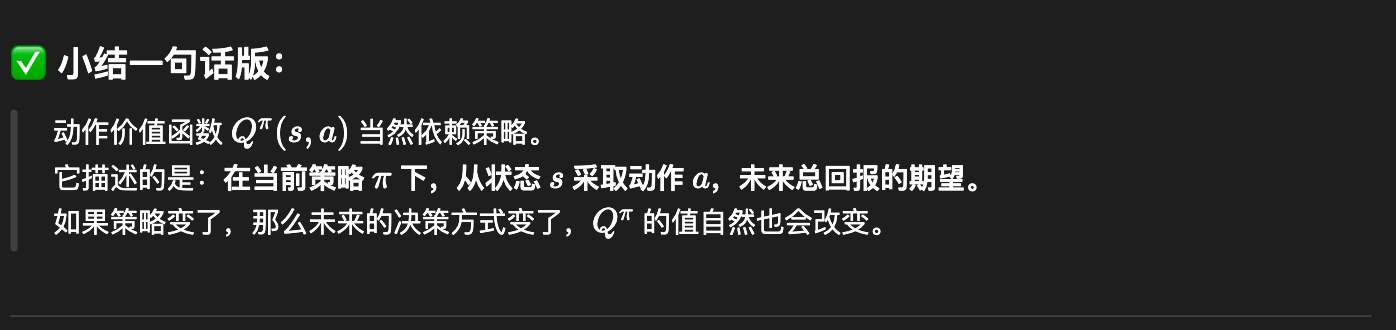 ✅ 小结一句话版：
动作价值函数 Q^π(s, a) 当然依赖策略。
它描述的是：在当前策略 π 下，从状态 s 采取动作 a，未来总回报的期望。
如果策略变了，那么未来的决策方式变了，Q^π 的值自然也会改变。